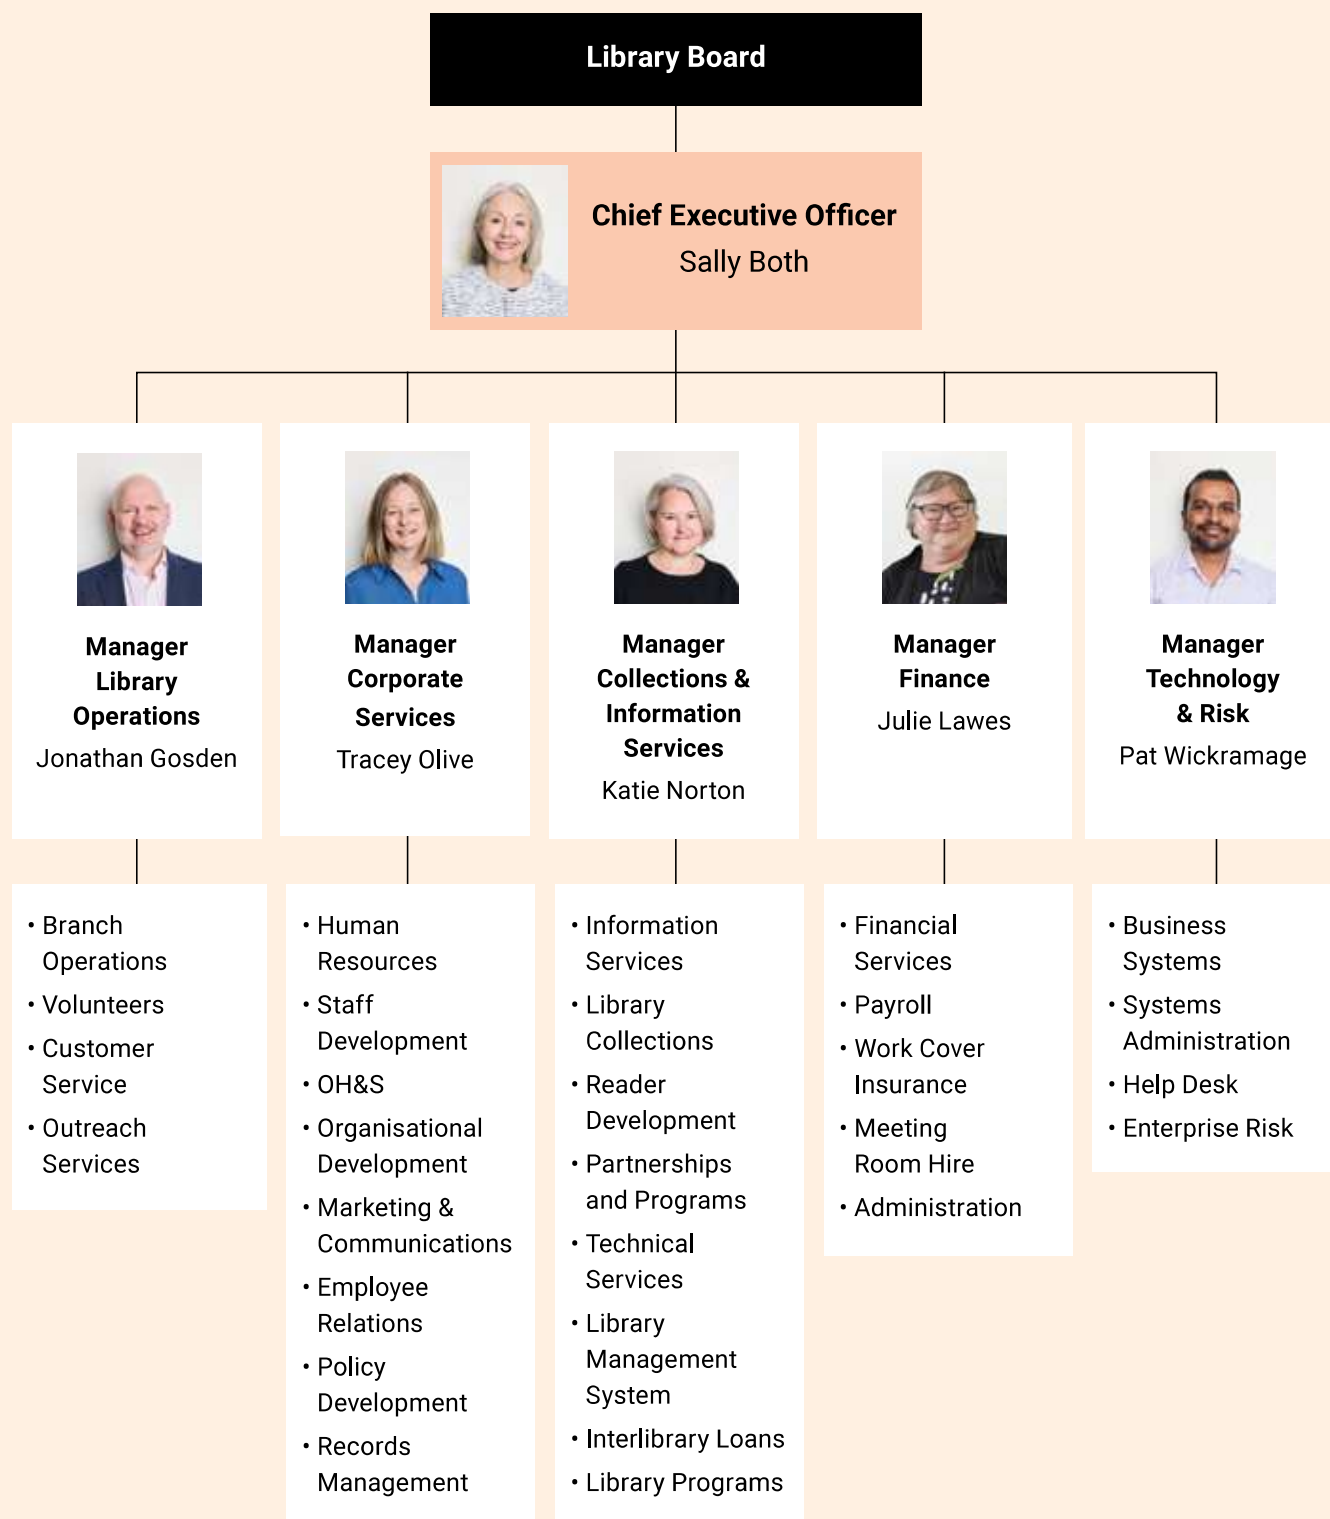 Library Board
Chief Executive Officer
Sally Both
Manager
Library
Operations
Jonathan Gosden
Manager
Corporate
Services
Tracey Olive
Manager
Collections &
Information
Services
Katie Norton
Manager
Finance
Julie Lawes
Manager
Technology
& Risk
Pat Wickramage
• Branch
Operations
• Volunteers
• Customer
Service
• Outreach
Services
• Human
Resources
• Staff
Development
• OH&S
• Organisational
Development
• Marketing &
Communications
• Employee
Relations
• Policy
Development
• Records
Management
• Information
Services
• Library
Collections
• Reader
Development
• Partnerships
and Programs
• Technical
Services
• Library
Management
System
• Interlibrary Loans
• Library Programs
• Financial
Services
• Payroll
• Work Cover
Insurance
• Meeting
Room Hire
• Administration
• Business
Systems
• Systems
Administration
• Help Desk
• Enterprise Risk